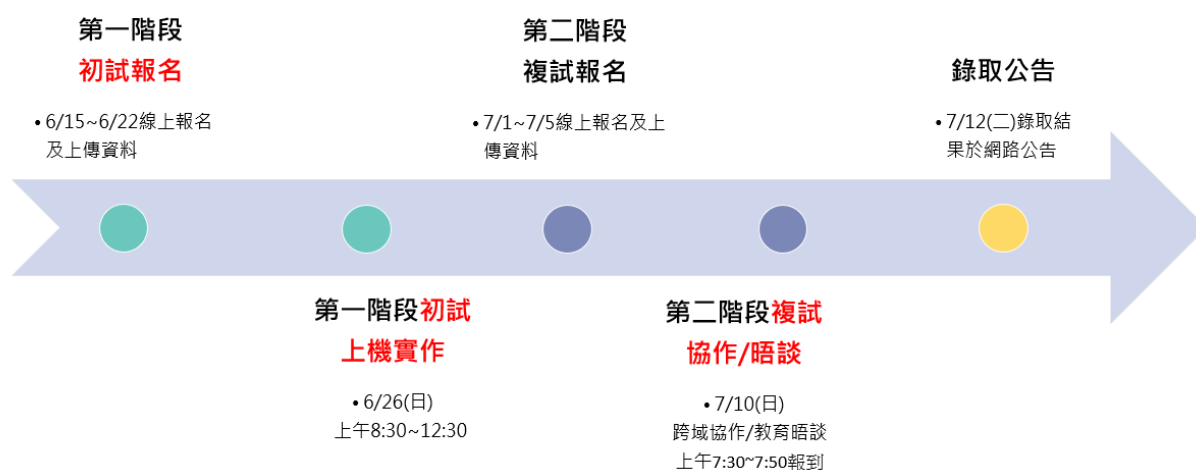 第一階段
初試報名
• 6/15~6/22線上報名
及上傳資料
第一階段初試
上機實作
• 6/26(日)
上午8:30~12:30
第二階段
複試報名
• 7/1~7/5線上報名及上
傳資料
第二階段複試
協作/晤談
• 7/10(日)
跨域協作/教育晤談
上午7:30~7:50報到
錄取公告
• 7/12(二)錄取結
果於網路公告